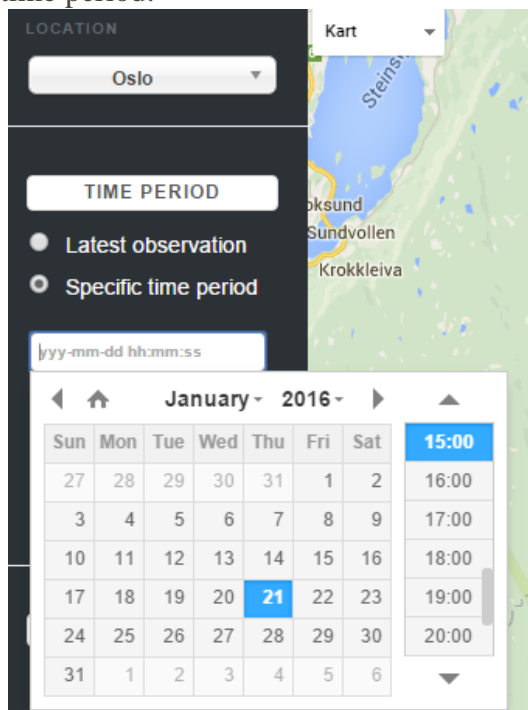 time period.
LOCATION
Kart
Oslo
Steinsf
TIME PERIOD
oksund
Sundvollen
Krokkleiva
Latest observation
Specific time period
yyy-mm-dd hh:mm:ss
January 2016
Sun Mon Tue Wed Thu Fri Sat 15:00
27 28 29 30 31 1 2 16:00
3 4 5 6 7 8 9 17:00
10 11 12 13 14 15 16 18:00
17 18 19 20 21 22 23 19:00
24 25 26 27 28 29 30 20:00
31 1 2 3 4 5 6